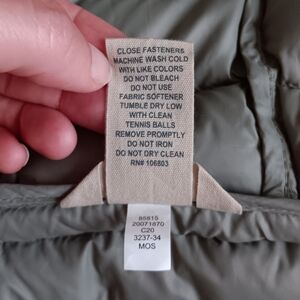 CLOSE FASTENERS
MACHINE WASH COLD
WITH LIKE COLORS
DO NOT BLEACH
DO NOT USE
FABRIC SOFTENER
TUMBLE DRY LOW
WITH CLEAN
TENNIS BALLS
REMOVE PROMPTLY
DO NOT IRON
DO NOT DRY CLEAN
RN# 106803
85815
20071870
C20
3237-34
MOS